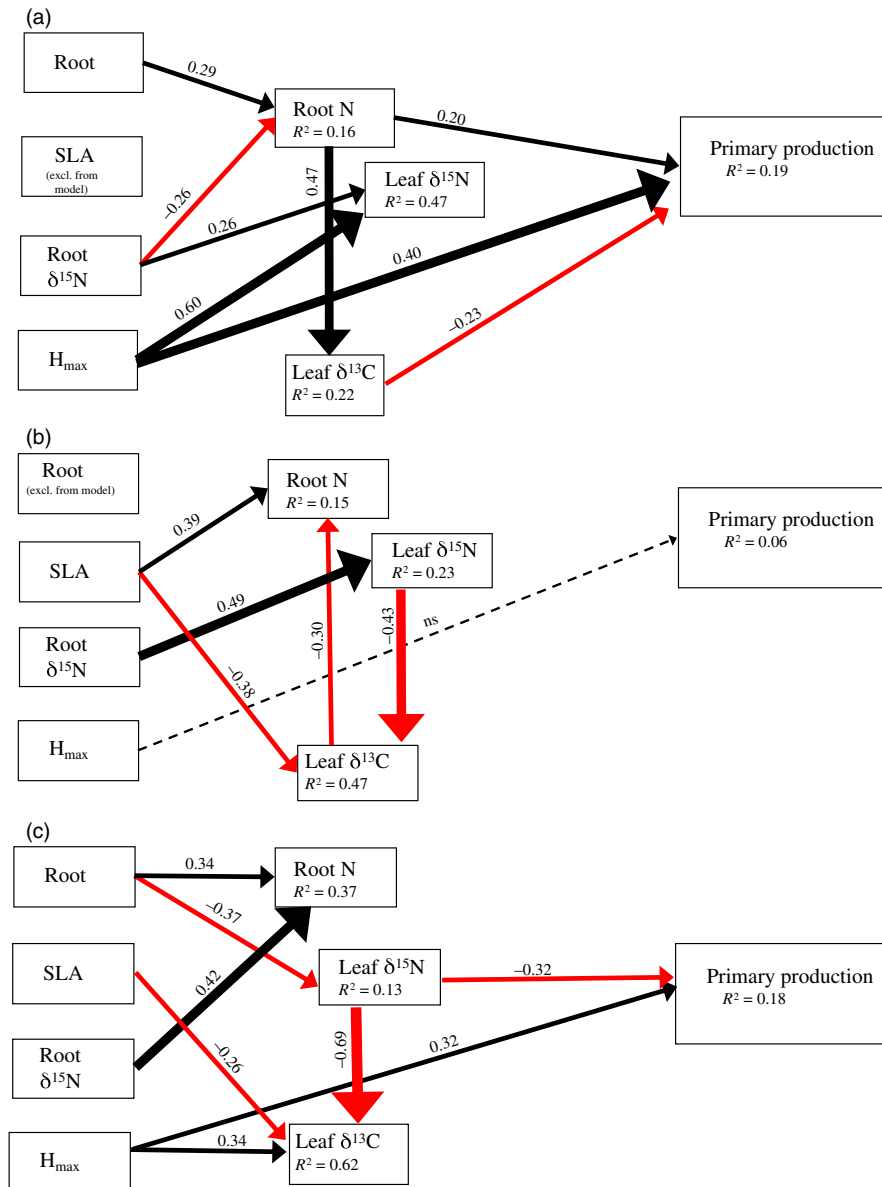 (a)
Root
0.29
Root N
R² = 0.16
0.20
Primary production
R² = 0.19
SLA
(excl. from
model)
−0.26
0.47
Leaf δ¹⁵N
R² = 0.47
0.26
Root
δ¹⁵N
0.60
0.40
−0.23
Hmax
Leaf δ¹³C
R² = 0.22
(b)
Root
(excl. from model)
Root N
R² = 0.15
0.39
Primary production
R² = 0.06
SLA
Leaf δ¹⁵N
R² = 0.23
0.49
−0.30
−0.43
ns
Root
δ¹⁵N
−0.38
Hmax
Leaf δ¹³C
R² = 0.47
(c)
Root
0.34
Root N
R² = 0.37
−0.37
SLA
0.42
Leaf δ¹⁵N
R² = 0.13
−0.32
Primary production
R² = 0.18
Root
δ¹⁵N
−0.26
−0.69
0.32
Hmax
0.34
Leaf δ¹³C
R² = 0.62